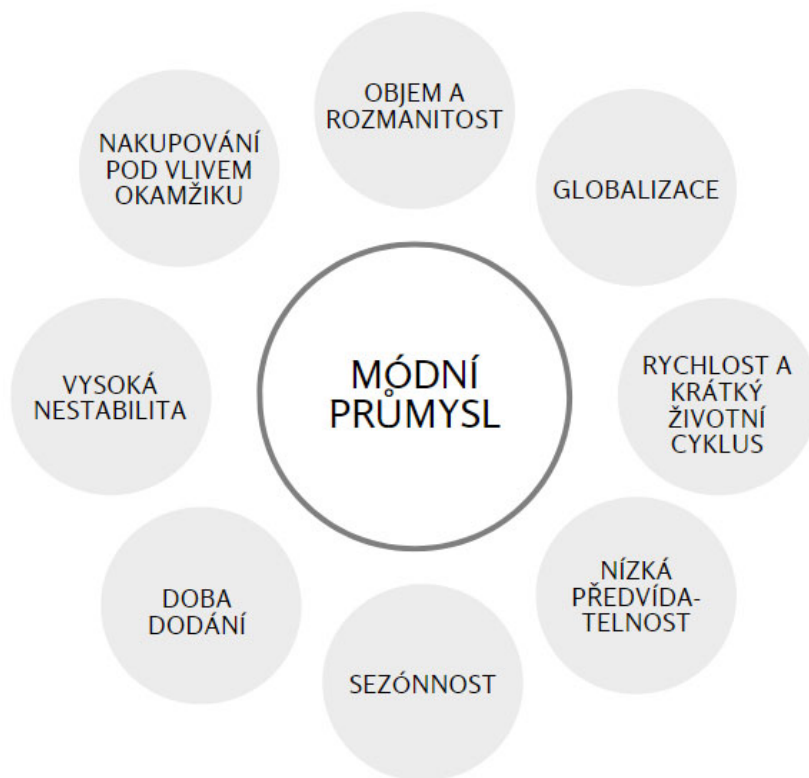 OBJEM A
ROZMANITOST
GLOBALIZACE
RYCHLOST A
KRÁTKÝ
ŽIVOTNÍ
CYKLUS
NÍZKÁ
PŘEDVÍDA-
TELNOST
SEZÓNNOST
DOBA
DODÁNÍ
VYSOKÁ
NESTABILITA
NAKUPOVÁNÍ
POD VLIVEM
OKAMŽIKU
MÓDNÍ
PRŮMYSL